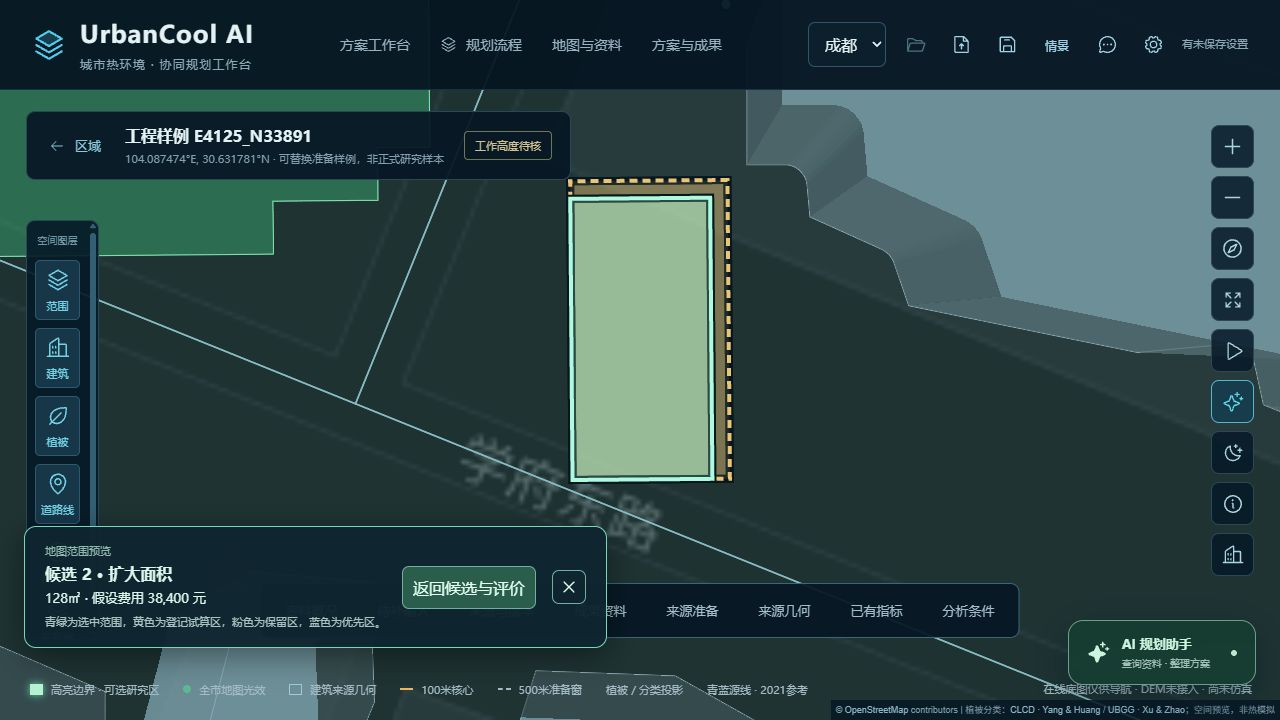 UrbanCool AI
城市热环境 · 协同规划工作台
方案工作台
规划流程
地图与资料
方案与成果
成都
情景
有未保存设置
区域
工程样例 E4125_N33891
104.087474°E, 30.631781°N · 可替换准备样例，非正式研究样本
工作高度待核
空间图层
范围
建筑
植被
道路线
学府东路
地图范围预览
候选 2 • 扩大面积
128㎡ · 假设费用 38,400 元
青绿为选中范围，黄色为登记试算区，粉色为保留区，蓝色为优先区。
返回候选与评价
资料
来源准备
来源几何
已有指标
分析条件
AI 规划助手
查询资料 · 整理方案
高亮边界 · 可选研究区
全市地图光效
建筑来源几何
100米核心
500米准备窗
植被 / 分类投影
青蓝源线 · 2021参考
在线底图仅供导航 · DEM未接入 · 尚未仿真
© OpenStreetMap contributors | 植被分类：CLCD · Yang & Huang / UBGG · Xu & Zhao；空间预览，非热模拟